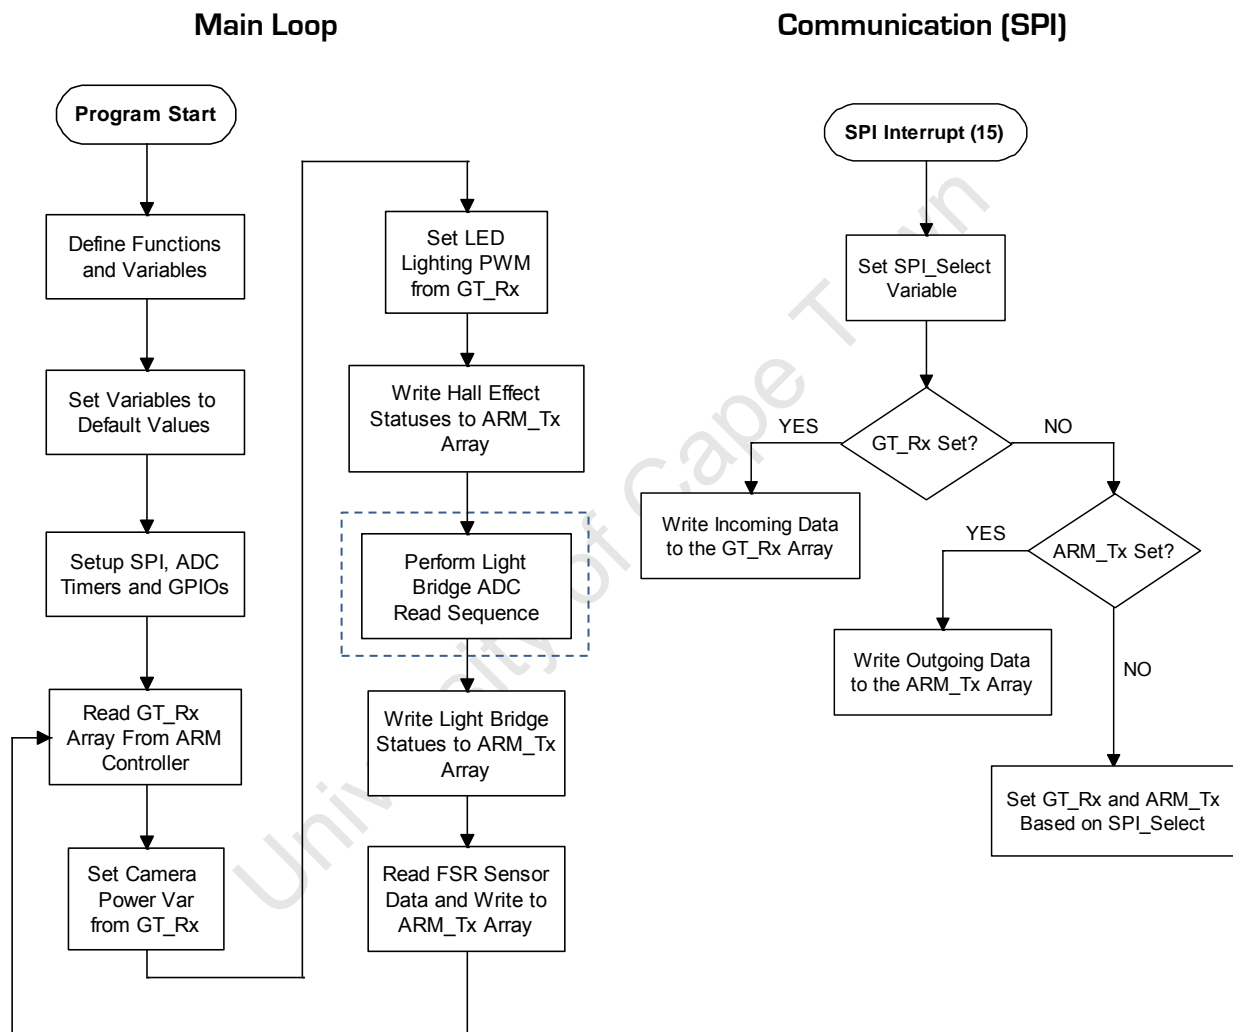 Main Loop
Communication (SPI)
Program Start
Define Functions
and Variables
Set Variables to
Default Values
Setup SPI, ADC
Timers and GPIOs
Read GT_Rx
Array From ARM
Controller
Set Camera
Power Var
from GT_Rx
Set LED
Lighting PWM
from GT_Rx
Write Hall Effect
Statuses to ARM_Tx
Array
Perform Light
Bridge ADC
Read Sequence
Write Light Bridge
Statues to ARM_Tx
Array
Read FSR Sensor
Data and Write to
ARM_Tx Array
SPI Interrupt (15)
Set SPI_Select
Variable
GT_Rx Set?
YES
NO
Write Incoming Data
to the GT_Rx Array
ARM_Tx Set?
YES
NO
Write Outgoing Data
to the ARM_Tx Array
Set GT_Rx and ARM_Tx
Based on SPI_Select
University of Cape Town